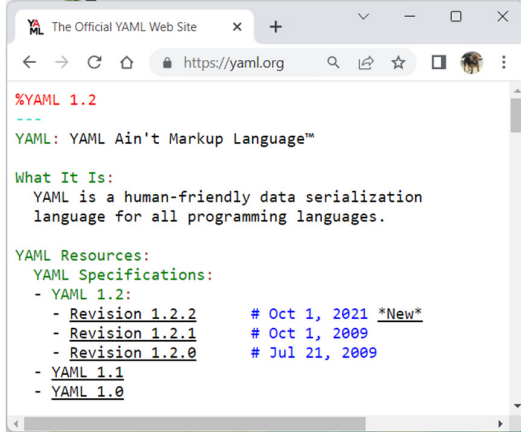 YAML The Official YAML Web Site
https://yaml.org
%YAML 1.2
---
YAML: YAML Ain't Markup Language™
What It Is:
YAML is a human-friendly data serialization
language for all programming languages.
YAML Resources:
YAML Specifications:
- YAML 1.2:
- Revision 1.2.2 # Oct 1, 2021 *New*
- Revision 1.2.1 # Oct 1, 2009
- Revision 1.2.0 # Jul 21, 2009
- YAML 1.1
- YAML 1.0